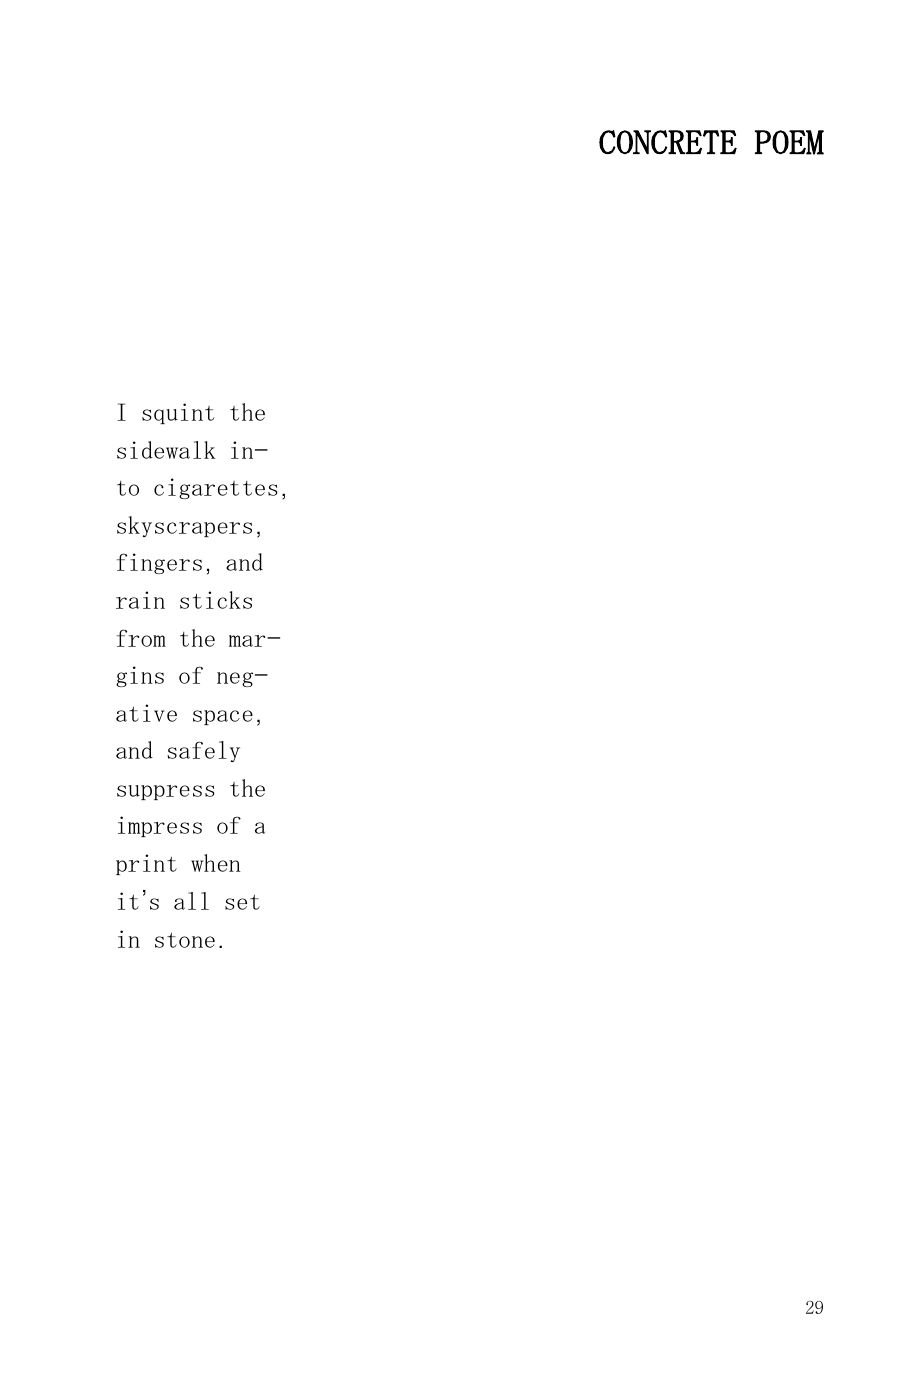 CONCRETE POEM
I squint the
sidewalk in-
to cigarettes,
skyscrapers,
fingers, and
rain sticks
from the mar-
gins of neg-
ative space,
and safely
suppress the
impress of a
print when
it's all set
in stone.
29